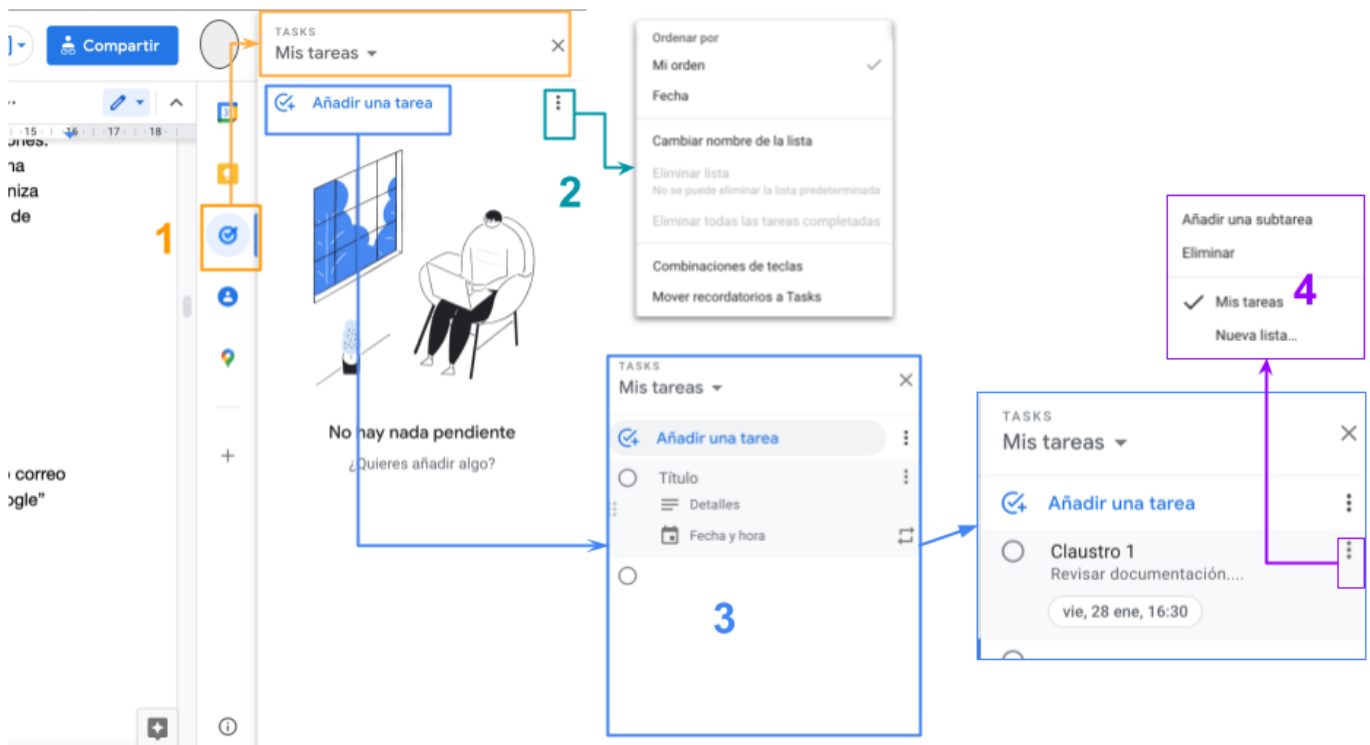 Compartir
15 16 17 18
na
niza
de
correo
ogle”
1
TASKS
Mis tareas
Añadir una tarea
No hay nada pendiente
¿Quieres añadir algo?
2
Ordenar por
Mi orden
Fecha
Cambiar nombre de la lista
Eliminar lista
No se puede eliminar la lista predeterminada
Eliminar todas las tareas completadas
Combinaciones de teclas
Mover recordatorios a Tasks
TASKS
Mis tareas
Añadir una tarea
Título
Detalles
Fecha y hora
3
TASKS
Mis tareas
Añadir una tarea
Claustro 1
Revisar documentación....
vie, 28 ene, 16:30
Añadir una subtarea
Eliminar
Mis tareas
4
Nueva lista...